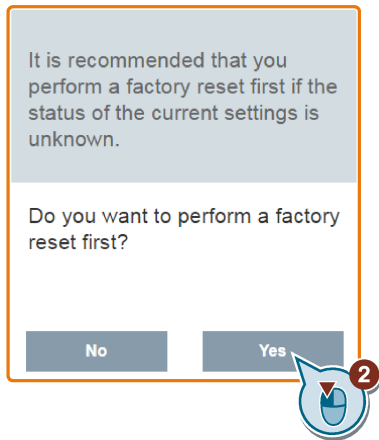 It is recommended that you
perform a factory reset first if the
status of the current settings is
unknown.
Do you want to perform a factory
reset first?
No
Yes
2